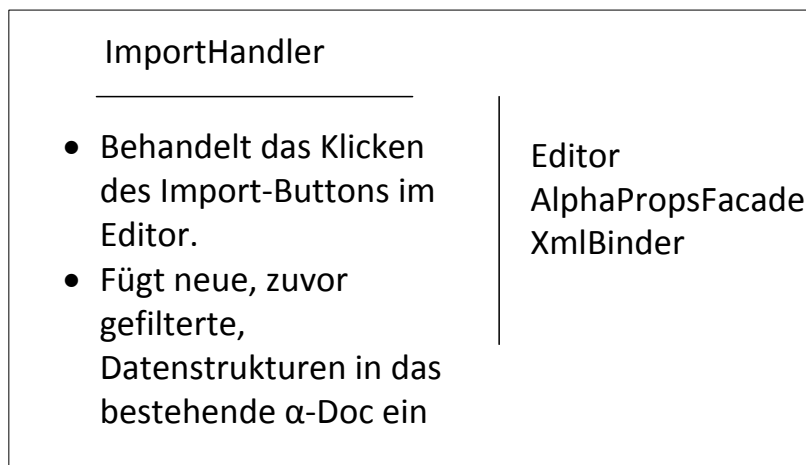 ImportHandler
• Behandelt das Klicken
des Import-Buttons im
Editor.
• Fügt neue, zuvor
gefilterte,
Datenstrukturen in das
bestehende α-Doc ein
Editor
AlphaPropsFacade
XmlBinder